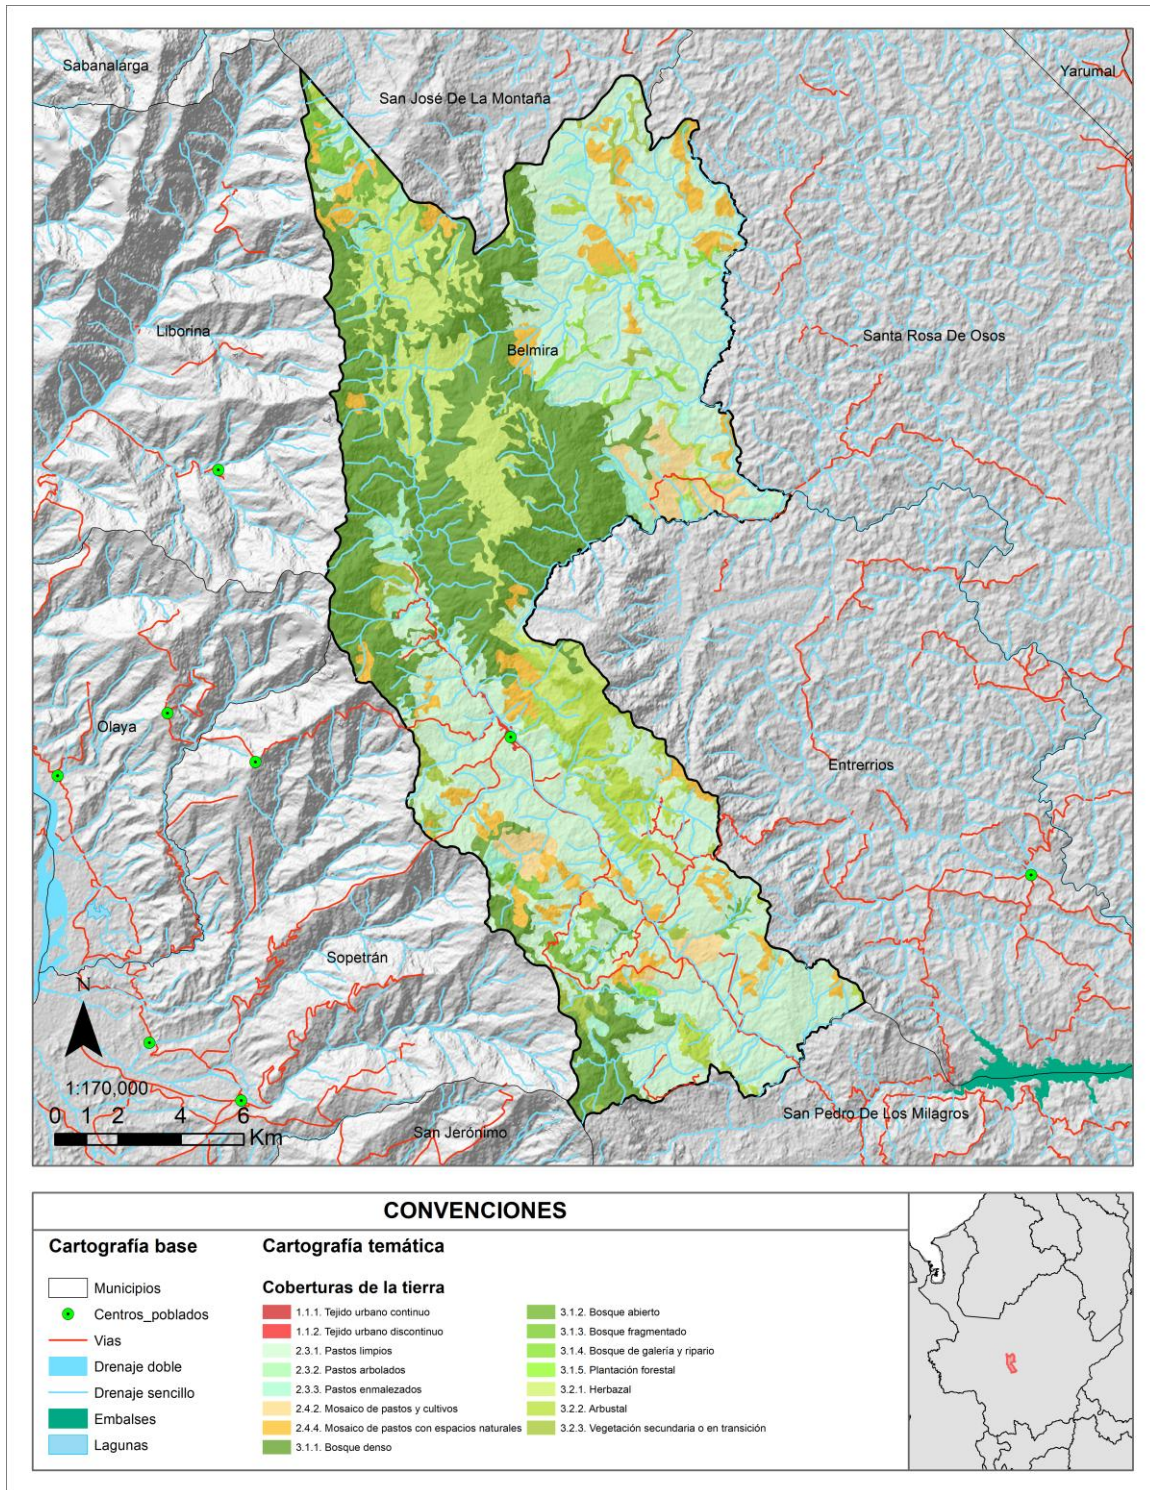 Sabanalarga
San José De La Montaña
Yarumal
Liborina
Belmira
Santa Rosa De Osos
Olaya
Entrerrios
Sopetrán
N
1:170,000
0 1 2 4 6
Km
San Jerónimo
San Pedro De Los Milagros
CONVENCIONES
Cartografía base
Municipios
Centros_poblados
Vias
Drenaje doble
Drenaje sencillo
Embalses
Lagunas
Cartografía temática
Coberturas de la tierra
1.1.1. Tejido urbano continuo
1.1.2. Tejido urbano discontinuo
2.3.1. Pastos limpios
2.3.2. Pastos arbolados
2.3.3. Pastos enmalezados
2.4.2. Mosaico de pastos y cultivos
2.4.4. Mosaico de pastos con espacios naturales
3.1.1. Bosque denso
3.1.2. Bosque abierto
3.1.3. Bosque fragmentado
3.1.4. Bosque de galería y ripario
3.1.5. Plantación forestal
3.2.1. Herbazal
3.2.2. Arbustal
3.2.3. Vegetación secundaria o en transición